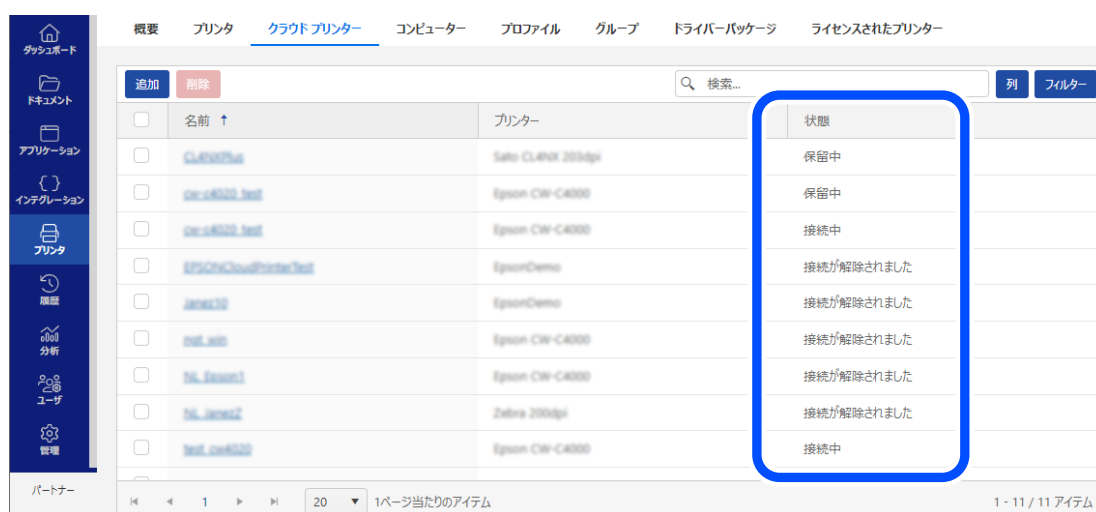 ダッシュボード
ドキュメント
アプリケーション
インテグレーション
プリンタ
履歴
分析
ユーザ
管理
パートナー
概要 プリンタ クラウド プリンター コンピューター プロファイル グループ ドライバーパッケージ ライセンスされたプリンター
追加 削除 検索... 列 フィルター
名前 ↑ プリンター 状態
CL4NXPlus Sato CL4NX 203dpi 保留中
cw-c4020_test Epson CW-C4000 保留中
cw-c4020_test Epson CW-C4000 接続中
EPSONCloudPrinterTest EpsonDemo 接続が解除されました
Janez10 EpsonDemo 接続が解除されました
ngt_win Epson CW-C4000 接続が解除されました
NL_Epson1 Epson CW-C4000 接続が解除されました
NL_JanezZ Zebra 200dpi 接続が解除されました
test_cw4020 Epson CW-C4000 接続中
1 20 1ページ当たりのアイテム 1 - 11 / 11 アイテム